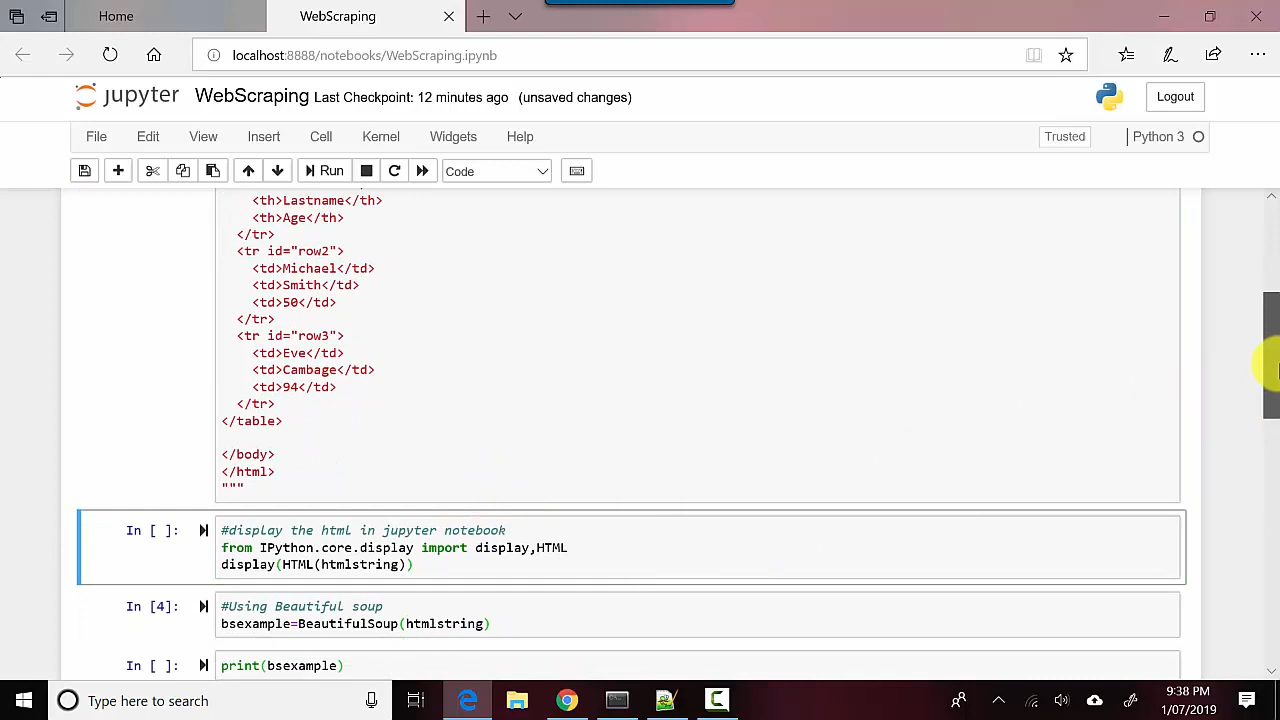 Home
WebScraping
localhost:8888/notebooks/WebScraping.ipynb
jupyter WebScraping Last Checkpoint: 12 minutes ago (unsaved changes)
Logout
File Edit View Insert Cell Kernel Widgets Help
Trusted
Python 3
Run
Code
<th>Lastname</th>
<th>Age</th>
</tr>
<tr id="row2">
<td>Michael</td>
<td>Smith</td>
<td>50</td>
</tr>
<tr id="row3">
<td>Eve</td>
<td>Cambage</td>
<td>94</td>
</tr>
</table>
</body>
</html>
"""
In [ ]:
#display the html in jupyter notebook
from IPython.core.display import display,HTML
display(HTML(htmlstring))
In [4]:
#Using Beautiful soup
bsexample=BeautifulSoup(htmlstring)
In [ ]:
print(bsexample)
Type here to search
9:38 PM
1/07/2019